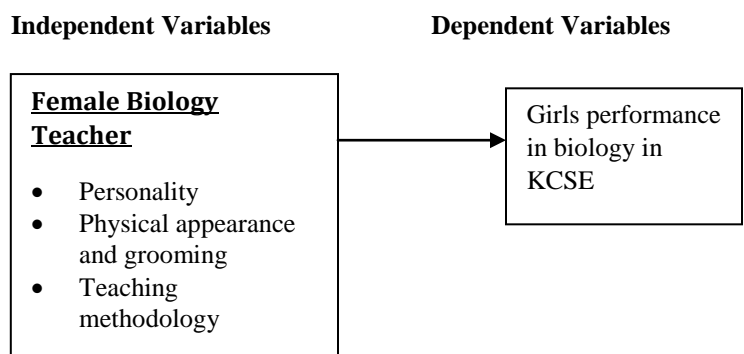 Independent Variables Dependent Variables
Female Biology
Teacher
• Personality
• Physical appearance
and grooming
• Teaching
methodology
Girls performance
in biology in
KCSE